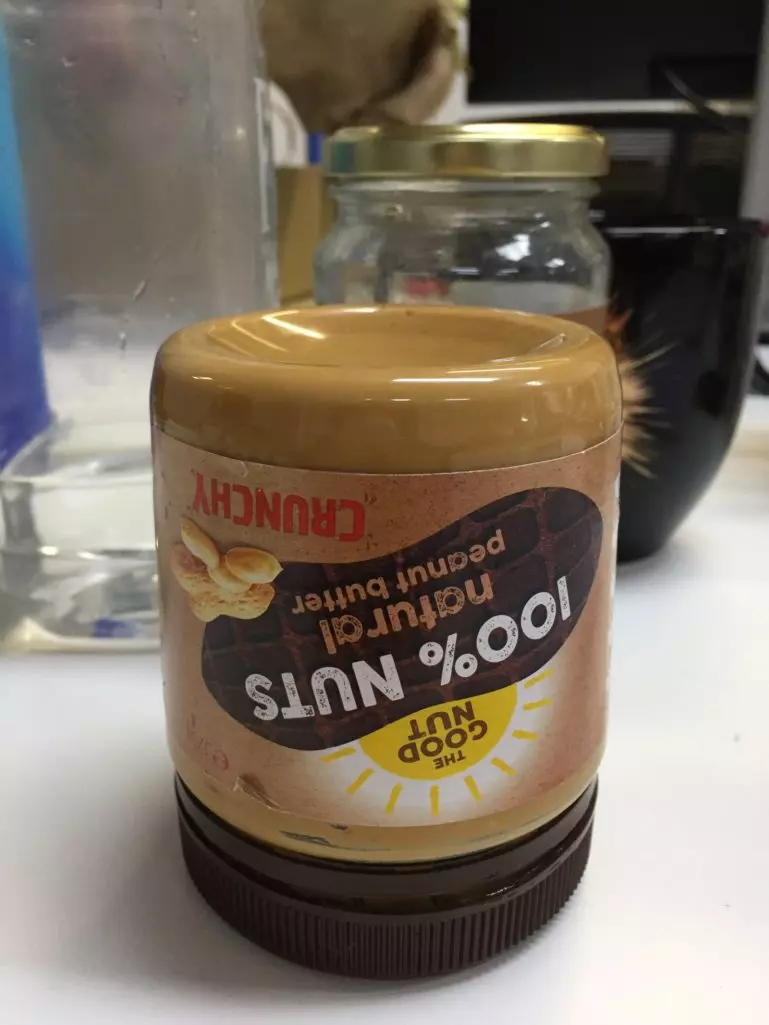 THE
GOOD
NUT
100% NUTS
natural
peanut butter
CRUNCHY